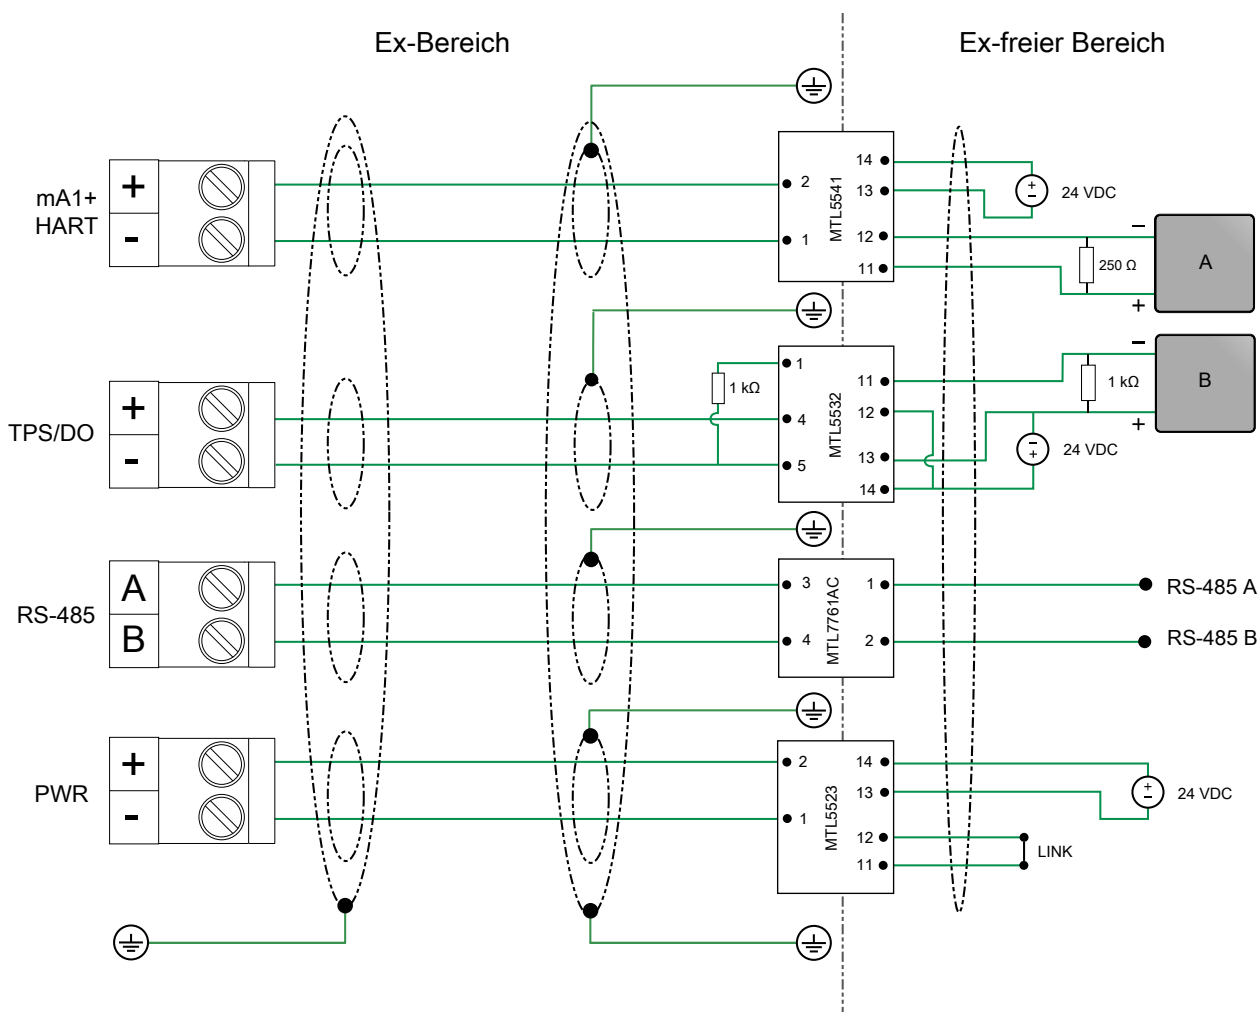 Ex-Bereich
Ex-freier Bereich
mA1+
HART
+
-
2
1
MTL5541
14
13
12
11
+
-
24 VDC
250 Ω
-
A
+
TPS/DO
+
-
1 kΩ
1
4
5
MTL5532
11
12
13
14
-
+
24 VDC
1 kΩ
-
B
+
RS-485
A
B
3
4
MTL7761AC
1
2
RS-485 A
RS-485 B
PWR
+
-
2
1
MTL5523
14
13
12
11
+
-
24 VDC
LINK